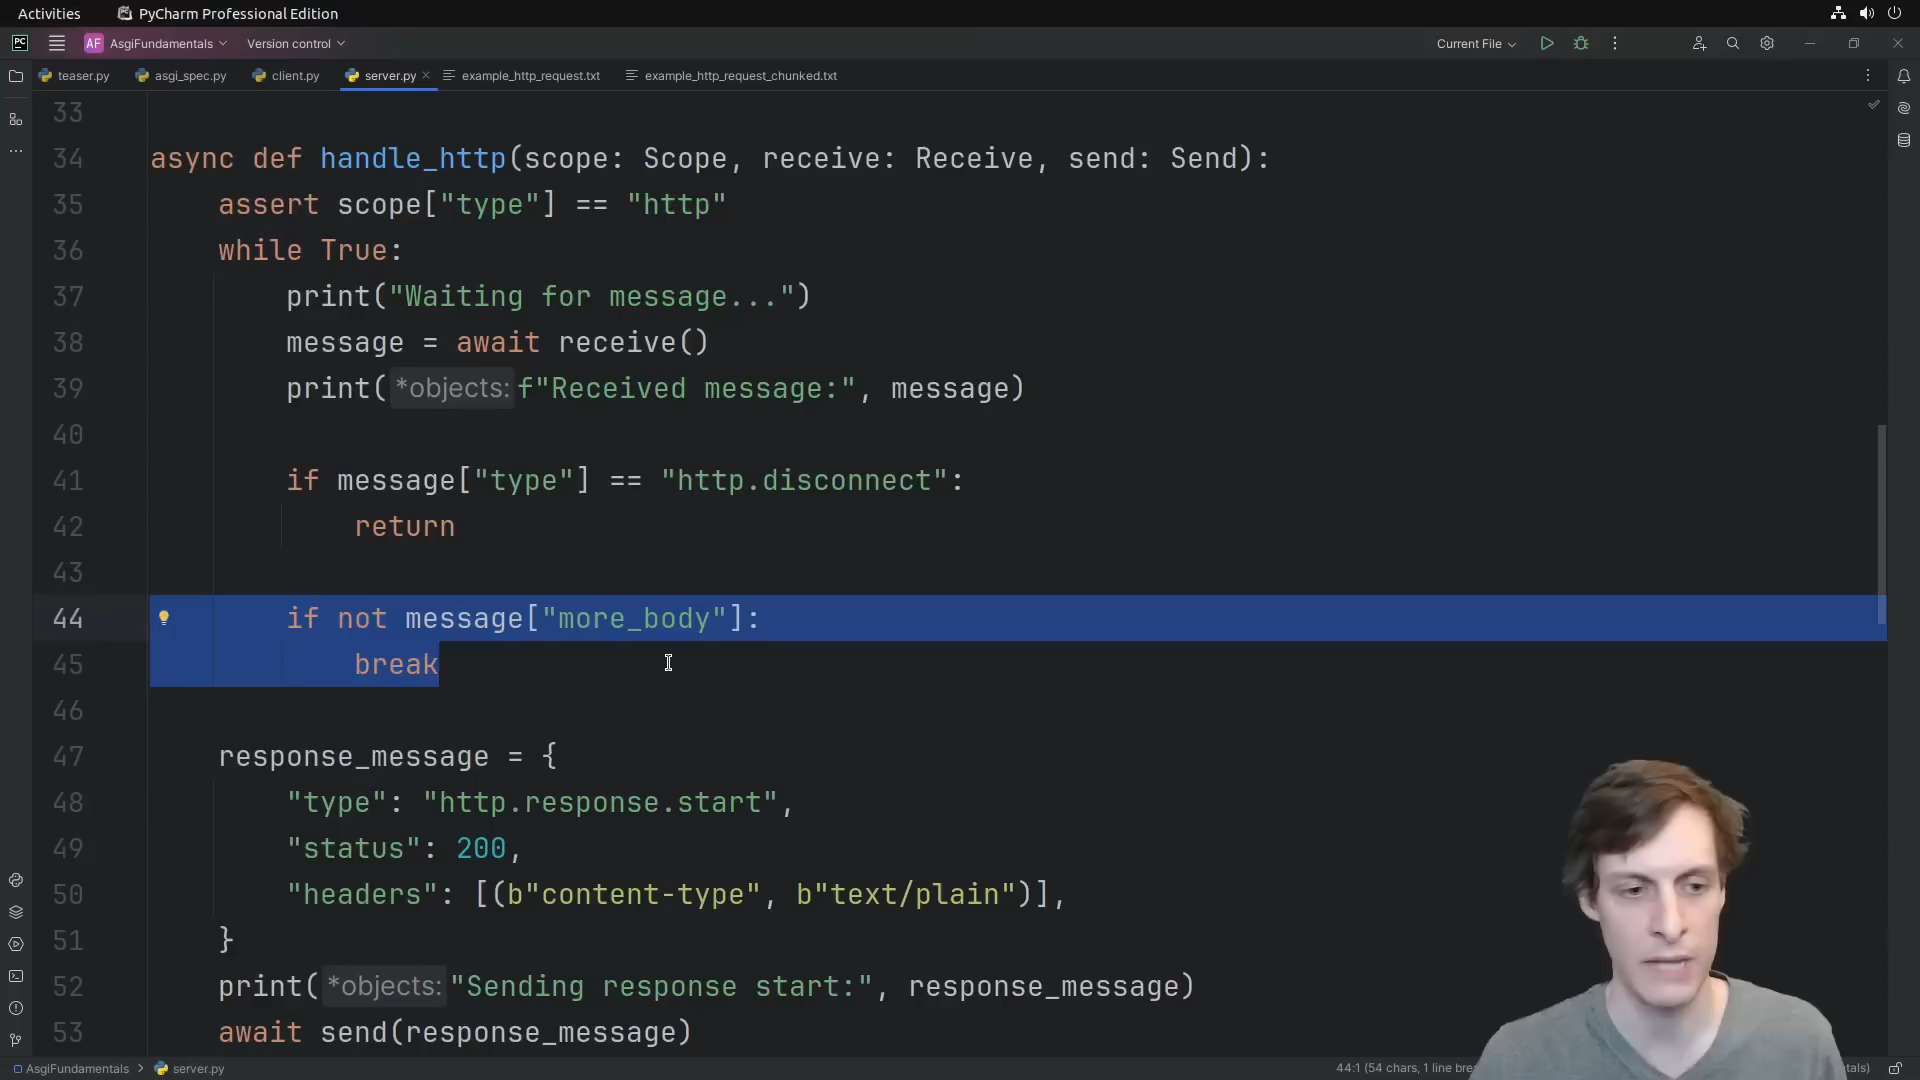 Activities PyCharm Professional Edition
PC AF AsgiFundamentals Version control Current File
teaser.py asgi_spec.py client.py server.py example_http_request.txt example_http_request_chunked.txt
33
34 async def handle_http(scope: Scope, receive: Receive, send: Send):
35 assert scope["type"] == "http"
36 while True:
37 print("Waiting for message...")
38 message = await receive()
39 print(*objects: f"Received message:", message)
40
41 if message["type"] == "http.disconnect":
42 return
43
44 if not message["more_body"]:
45 break
46
47 response_message = {
48 "type": "http.response.start",
49 "status": 200,
50 "headers": [(b"content-type", b"text/plain")],
51 }
52 print(*objects: "Sending response start:", response_message)
53 await send(response_message)
AsgiFundamentals > server.py 44:1 (54 chars, 1 line